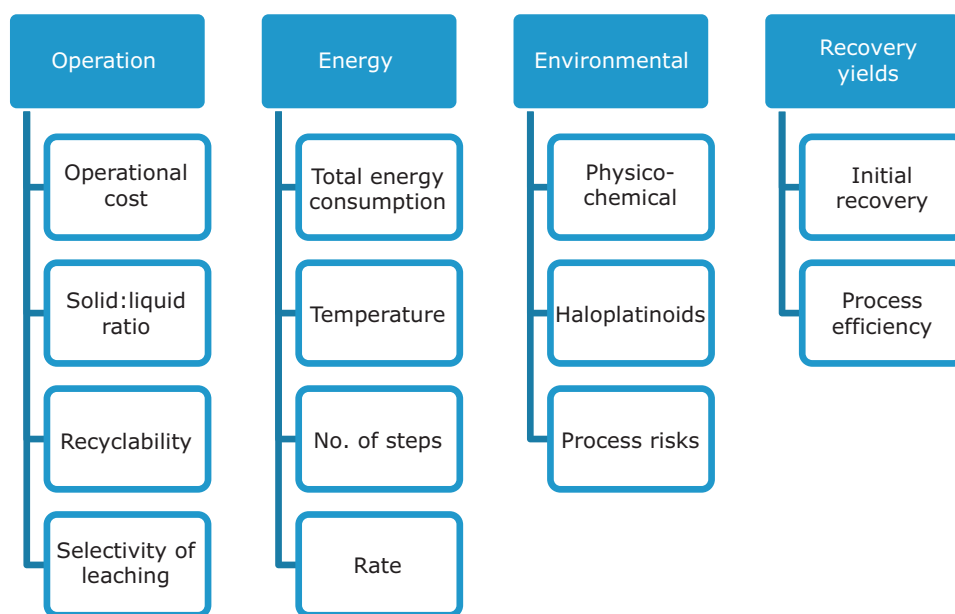 Operation
Operational
cost
Solid:liquid
ratio
Recyclability
Selectivity of
leaching
Energy
Total energy
consumption
Temperature
No. of steps
Rate
Environmental
Physico-
chemical
Haloplatinoids
Process risks
Recovery
yields
Initial
recovery
Process
efficiency